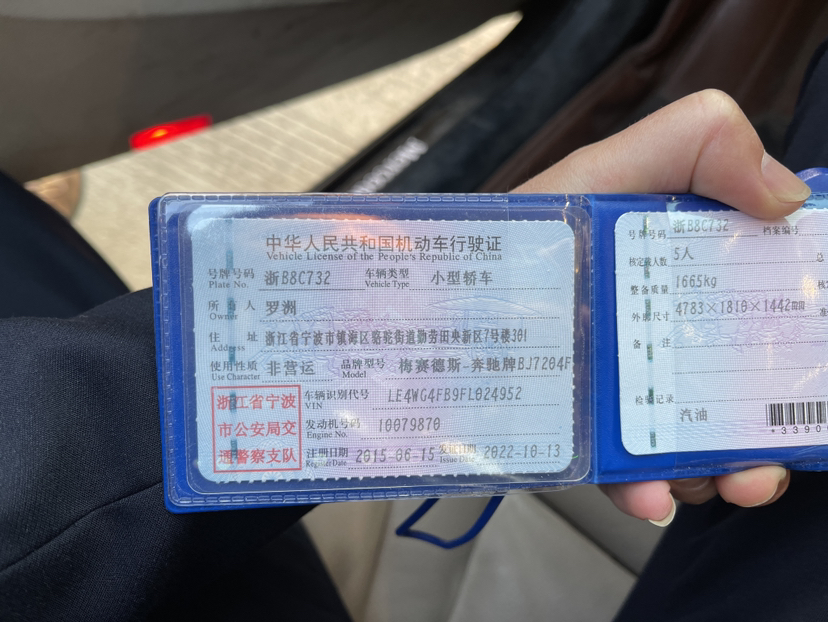 中华人民共和国机动车行驶证
Vehicle License of the People's Republic of China
号牌号码 浙B8C732 车辆类型 小型轿车
Plate No. Vehicle Type
所有人 罗洲
Owner
住址 浙江省宁波市镇海区骆驼街道勤劳田央新区7号楼301
Address
使用性质 非营运 品牌型号 梅赛德斯-奔驰牌BJ7204F
Use Character Model
浙江省宁波
市公安局交
通警察支队
车辆识别代号 LE4WG4FB9FL024952
VIN
发动机号码 10079870
Engine No.
注册日期 2015-06-15 发证日期 2022-10-13
Register Date Issue Date
号牌号码 浙B8C732 档案编号
核定载人数 5人 总
整备质量 1665kg 核
外廓尺寸 4783×1810×1442mm 准
备注
检验记录
汽油
*3390